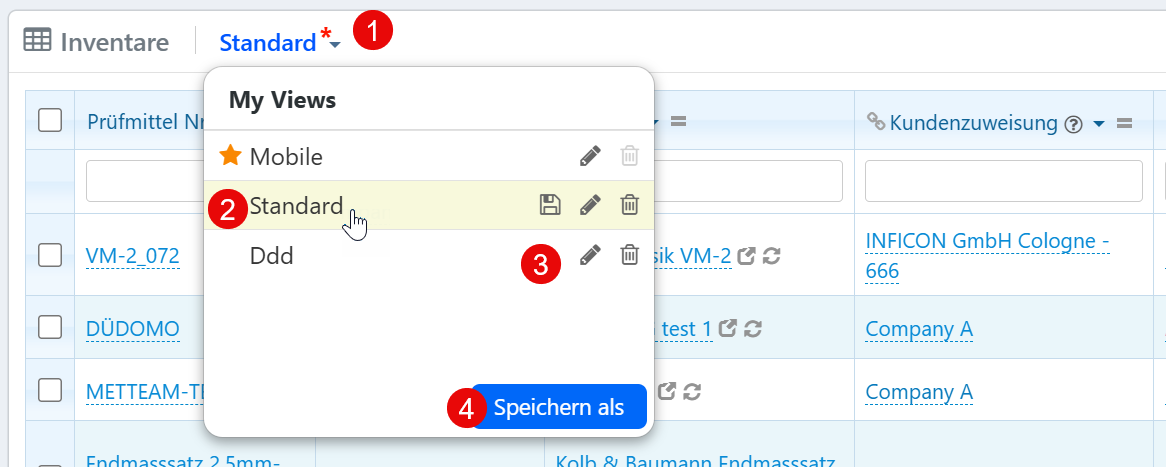 Inventare Standard * 1
My Views
Prüfmittel Nr
Kundenzuweisung ?
Mobile
2 Standard
Ddd 3
VM-2_072
sik VM-2
INFICON GmbH Cologne -
666
DÜDOMO
test 1
Company A
METTEAM-TE
Company A
4 Speichern als
Endmasssatz 2,5mm-
Kolb & Baumann Endmasssatz